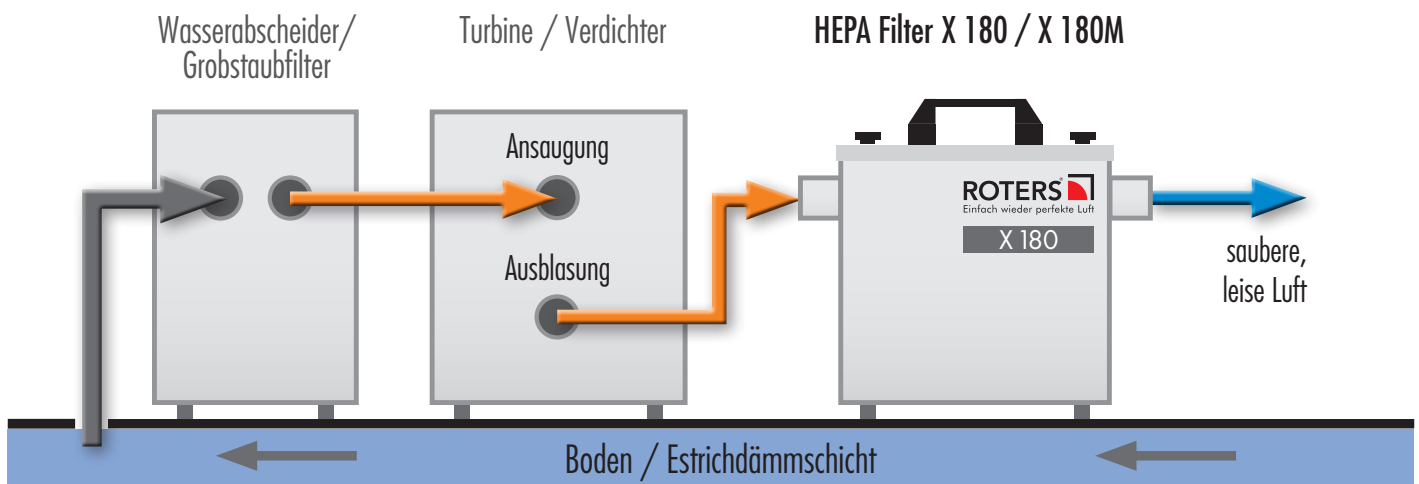 Wasserabscheider/
Grobstaubfilter
Turbine / Verdichter
HEPA Filter X 180 / X 180M
Ansaugung
Ausblasung
ROTERS®
Einfach wieder perfekte Luft
X 180
saubere,
leise Luft
Boden / Estrichdämmschicht